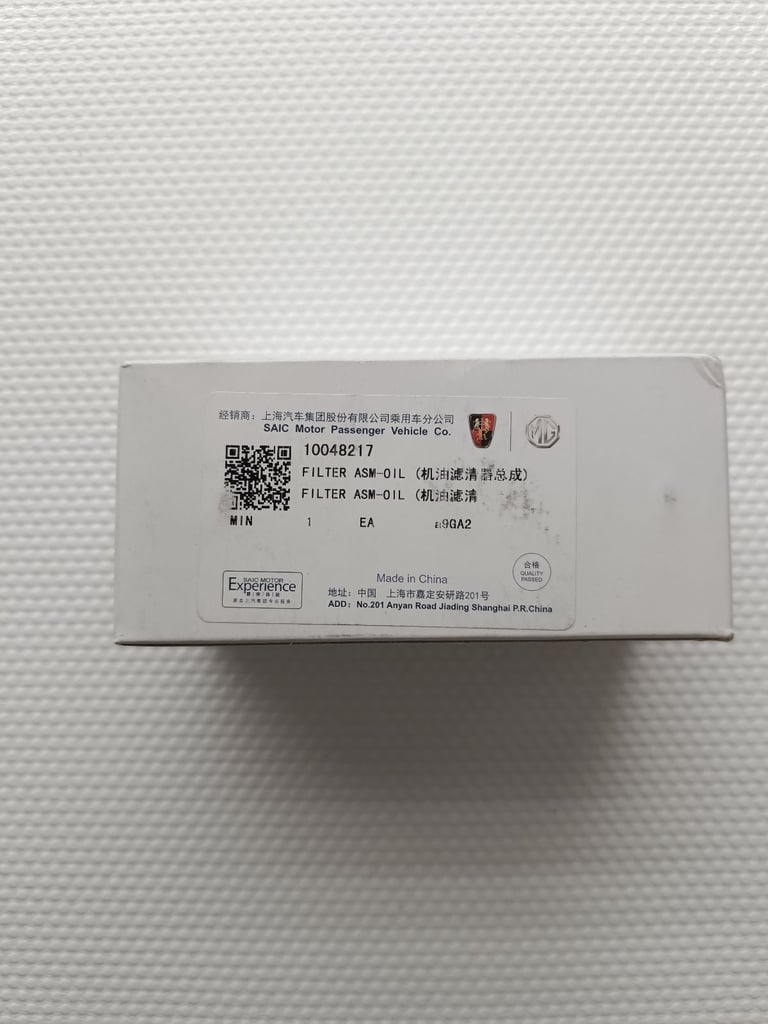 经销商：上海汽车集团股份有限公司乘用车分公司
SAIC Motor Passenger Vehicle Co.
MG
10048217
FILTER ASM-OIL (机油滤清器总成)
FILTER ASM-OIL (机油滤清
MIN 1 EA a9GA2
合格
QUALITY
PASSED
SAIC MOTOR
Experience
Made in China
地址：中国 上海市嘉定安研路201号
ADD：No.201 Anyan Road Jiading Shanghai P.R.China